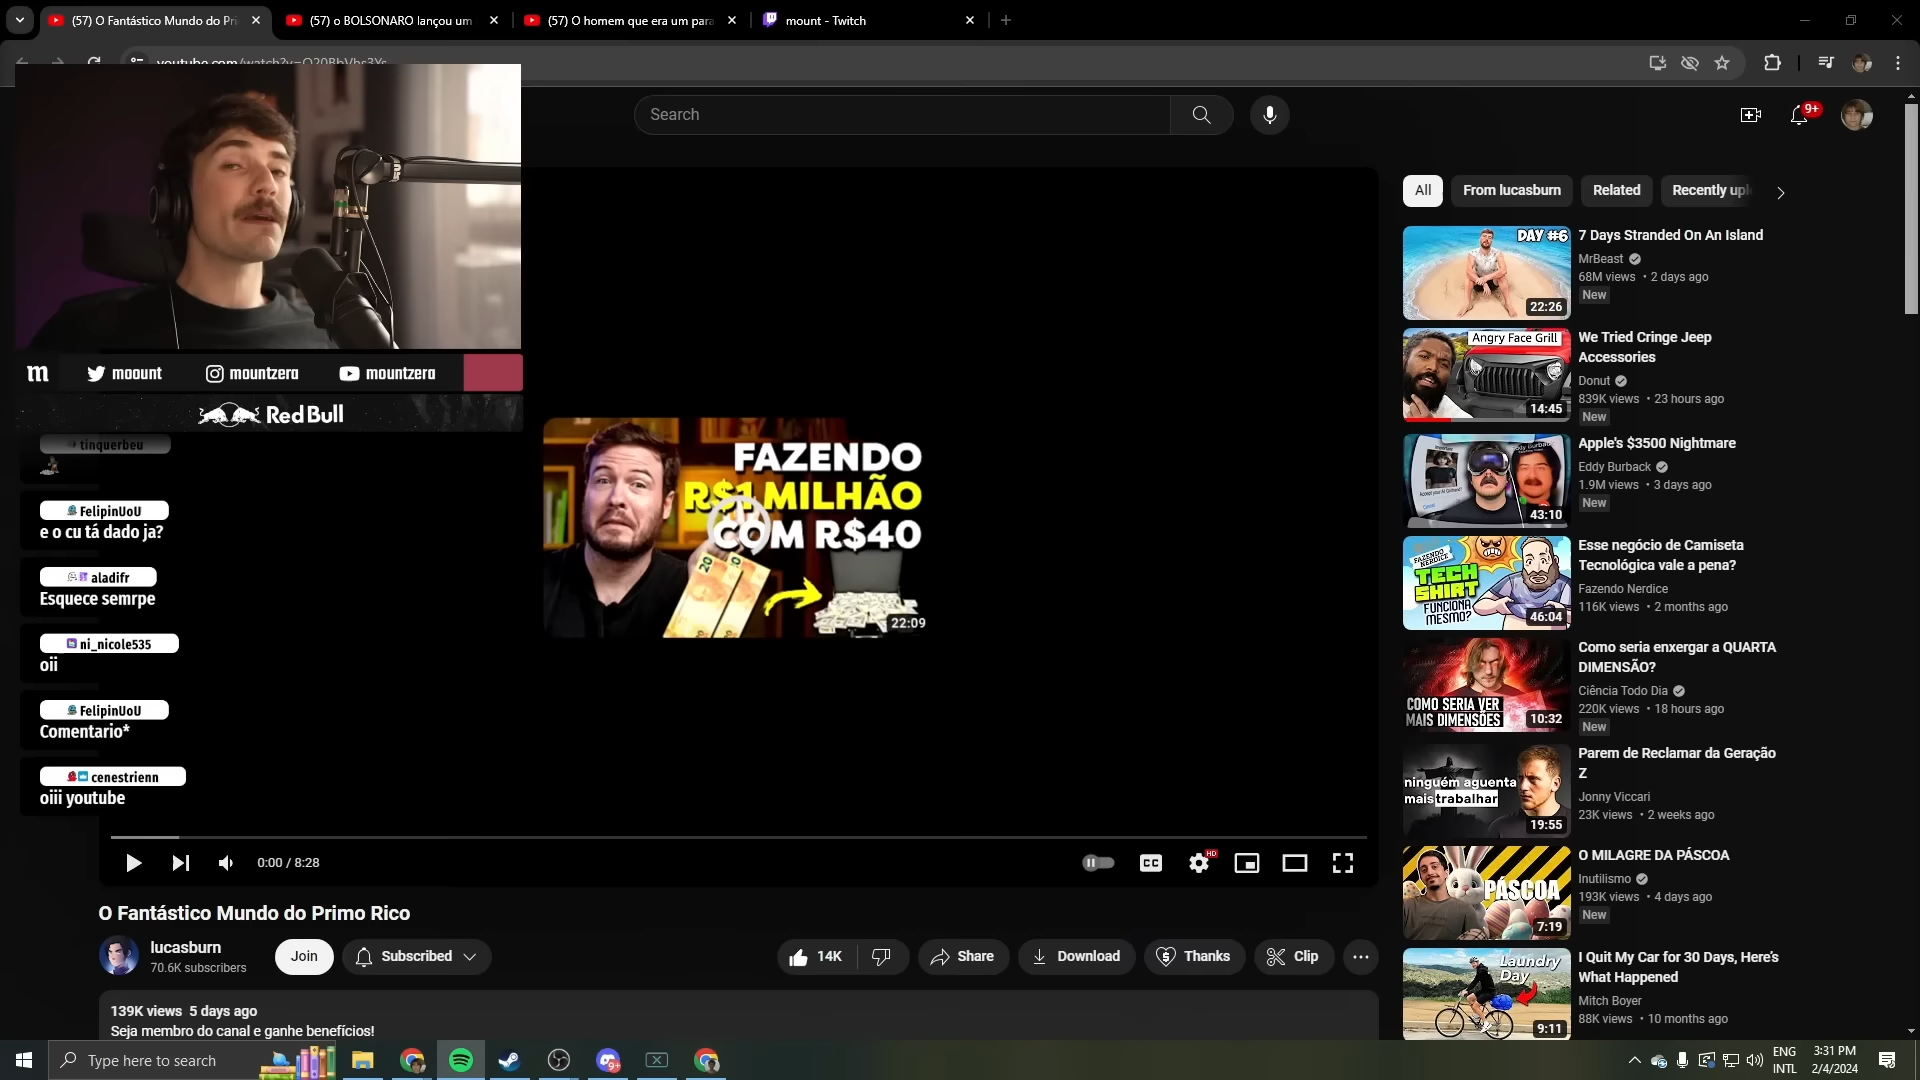 (57) O Fantástico Mundo do Pri
(57) o BOLSONARO lançou um
(57) O homem que era um para
mount - Twitch
Search
9+
m
moount
mountzera
mountzera
Red Bull
tinquerbeu
FelipinUoU
e o cu tá dado ja?
aladifr
Esquece semrpe
ni_nicole535
oii
FelipinUoU
Comentario*
cenestrienn
oiii youtube
FAZENDO
R$1 MILHÃO
COM R$40
22:09
0:00 / 8:28
CC
HD
O Fantástico Mundo do Primo Rico
lucasburn
70.6K subscribers
Join
Subscribed
14K
Share
Download
Thanks
Clip
139K views 5 days ago
Seja membro do canal e ganhe benefícios!
All
From lucasburn
Related
Recently upl
DAY #6
22:26
7 Days Stranded On An Island
MrBeast
68M views • 2 days ago
New
Angry Face Grill
14:45
We Tried Cringe Jeep
Accessories
Donut
839K views • 23 hours ago
New
43:10
Apple's $3500 Nightmare
Eddy Burback
1.9M views • 3 days ago
New
FAZENDO
NERDICE
TECH
SHIRT
FUNCIONA
MESMO?
46:04
Esse negócio de Camiseta
Tecnológica vale a pena?
Fazendo Nerdice
116K views • 2 months ago
COMO SERIA VER
MAIS DIMENSÕES
10:32
Como seria enxergar a QUARTA
DIMENSÃO?
Ciência Todo Dia
220K views • 18 hours ago
New
ninguém aguenta
mais trabalhar
19:55
Parem de Reclamar da Geração
Z
Jonny Viccari
23K views • 2 weeks ago
PÁSCOA
7:19
O MILAGRE DA PÁSCOA
Inutilismo
193K views • 4 days ago
New
Laundry
Day
9:11
I Quit My Car for 30 Days, Here's
What Happened
Mitch Boyer
88K views • 10 months ago
Type here to search
9+
ENG
INTL
3:31 PM
2/4/2024